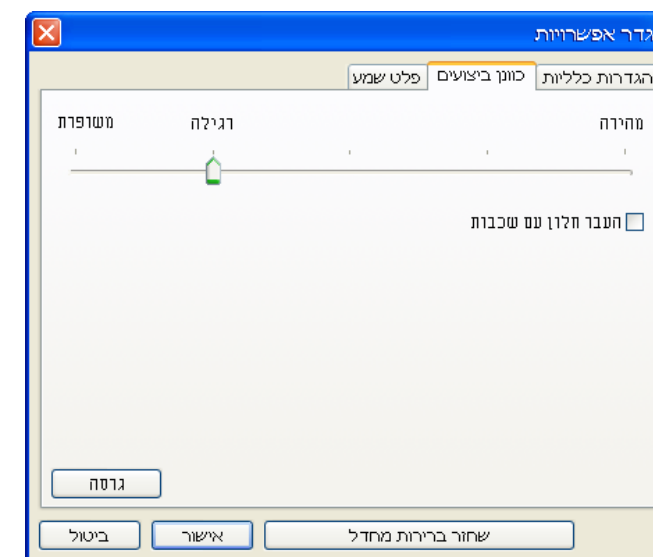 גדר אפשרויות
הגדרות כלליות כוונן ביצועים פלט שמע
מהירה רגילה משופרת
העבר חלון עם שכבות
גרסה
שחזר ברירות מחדל אישור ביטול